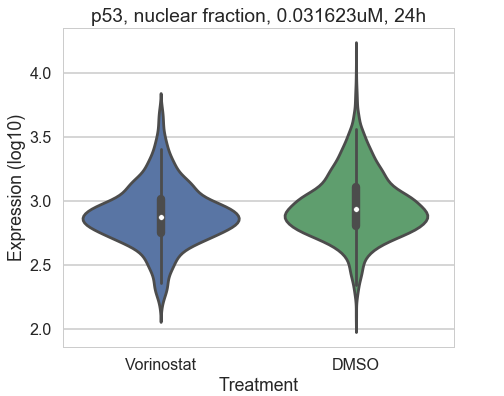 p53, nuclear fraction, 0.031623uM, 24h
Expression (log10)
4.0
3.5
3.0
2.5
2.0
Vorinostat DMSO
Treatment